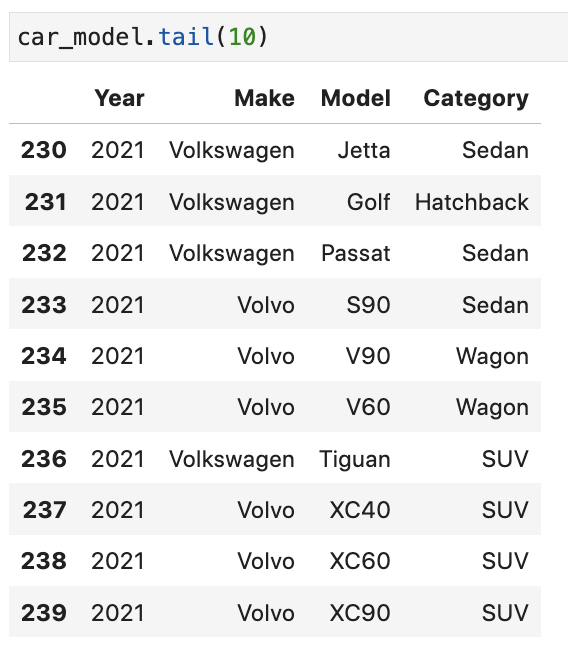 car_model.tail(10)
Year Make Model Category
230 2021 Volkswagen Jetta Sedan
231 2021 Volkswagen Golf Hatchback
232 2021 Volkswagen Passat Sedan
233 2021 Volvo S90 Sedan
234 2021 Volvo V90 Wagon
235 2021 Volvo V60 Wagon
236 2021 Volkswagen Tiguan SUV
237 2021 Volvo XC40 SUV
238 2021 Volvo XC60 SUV
239 2021 Volvo XC90 SUV